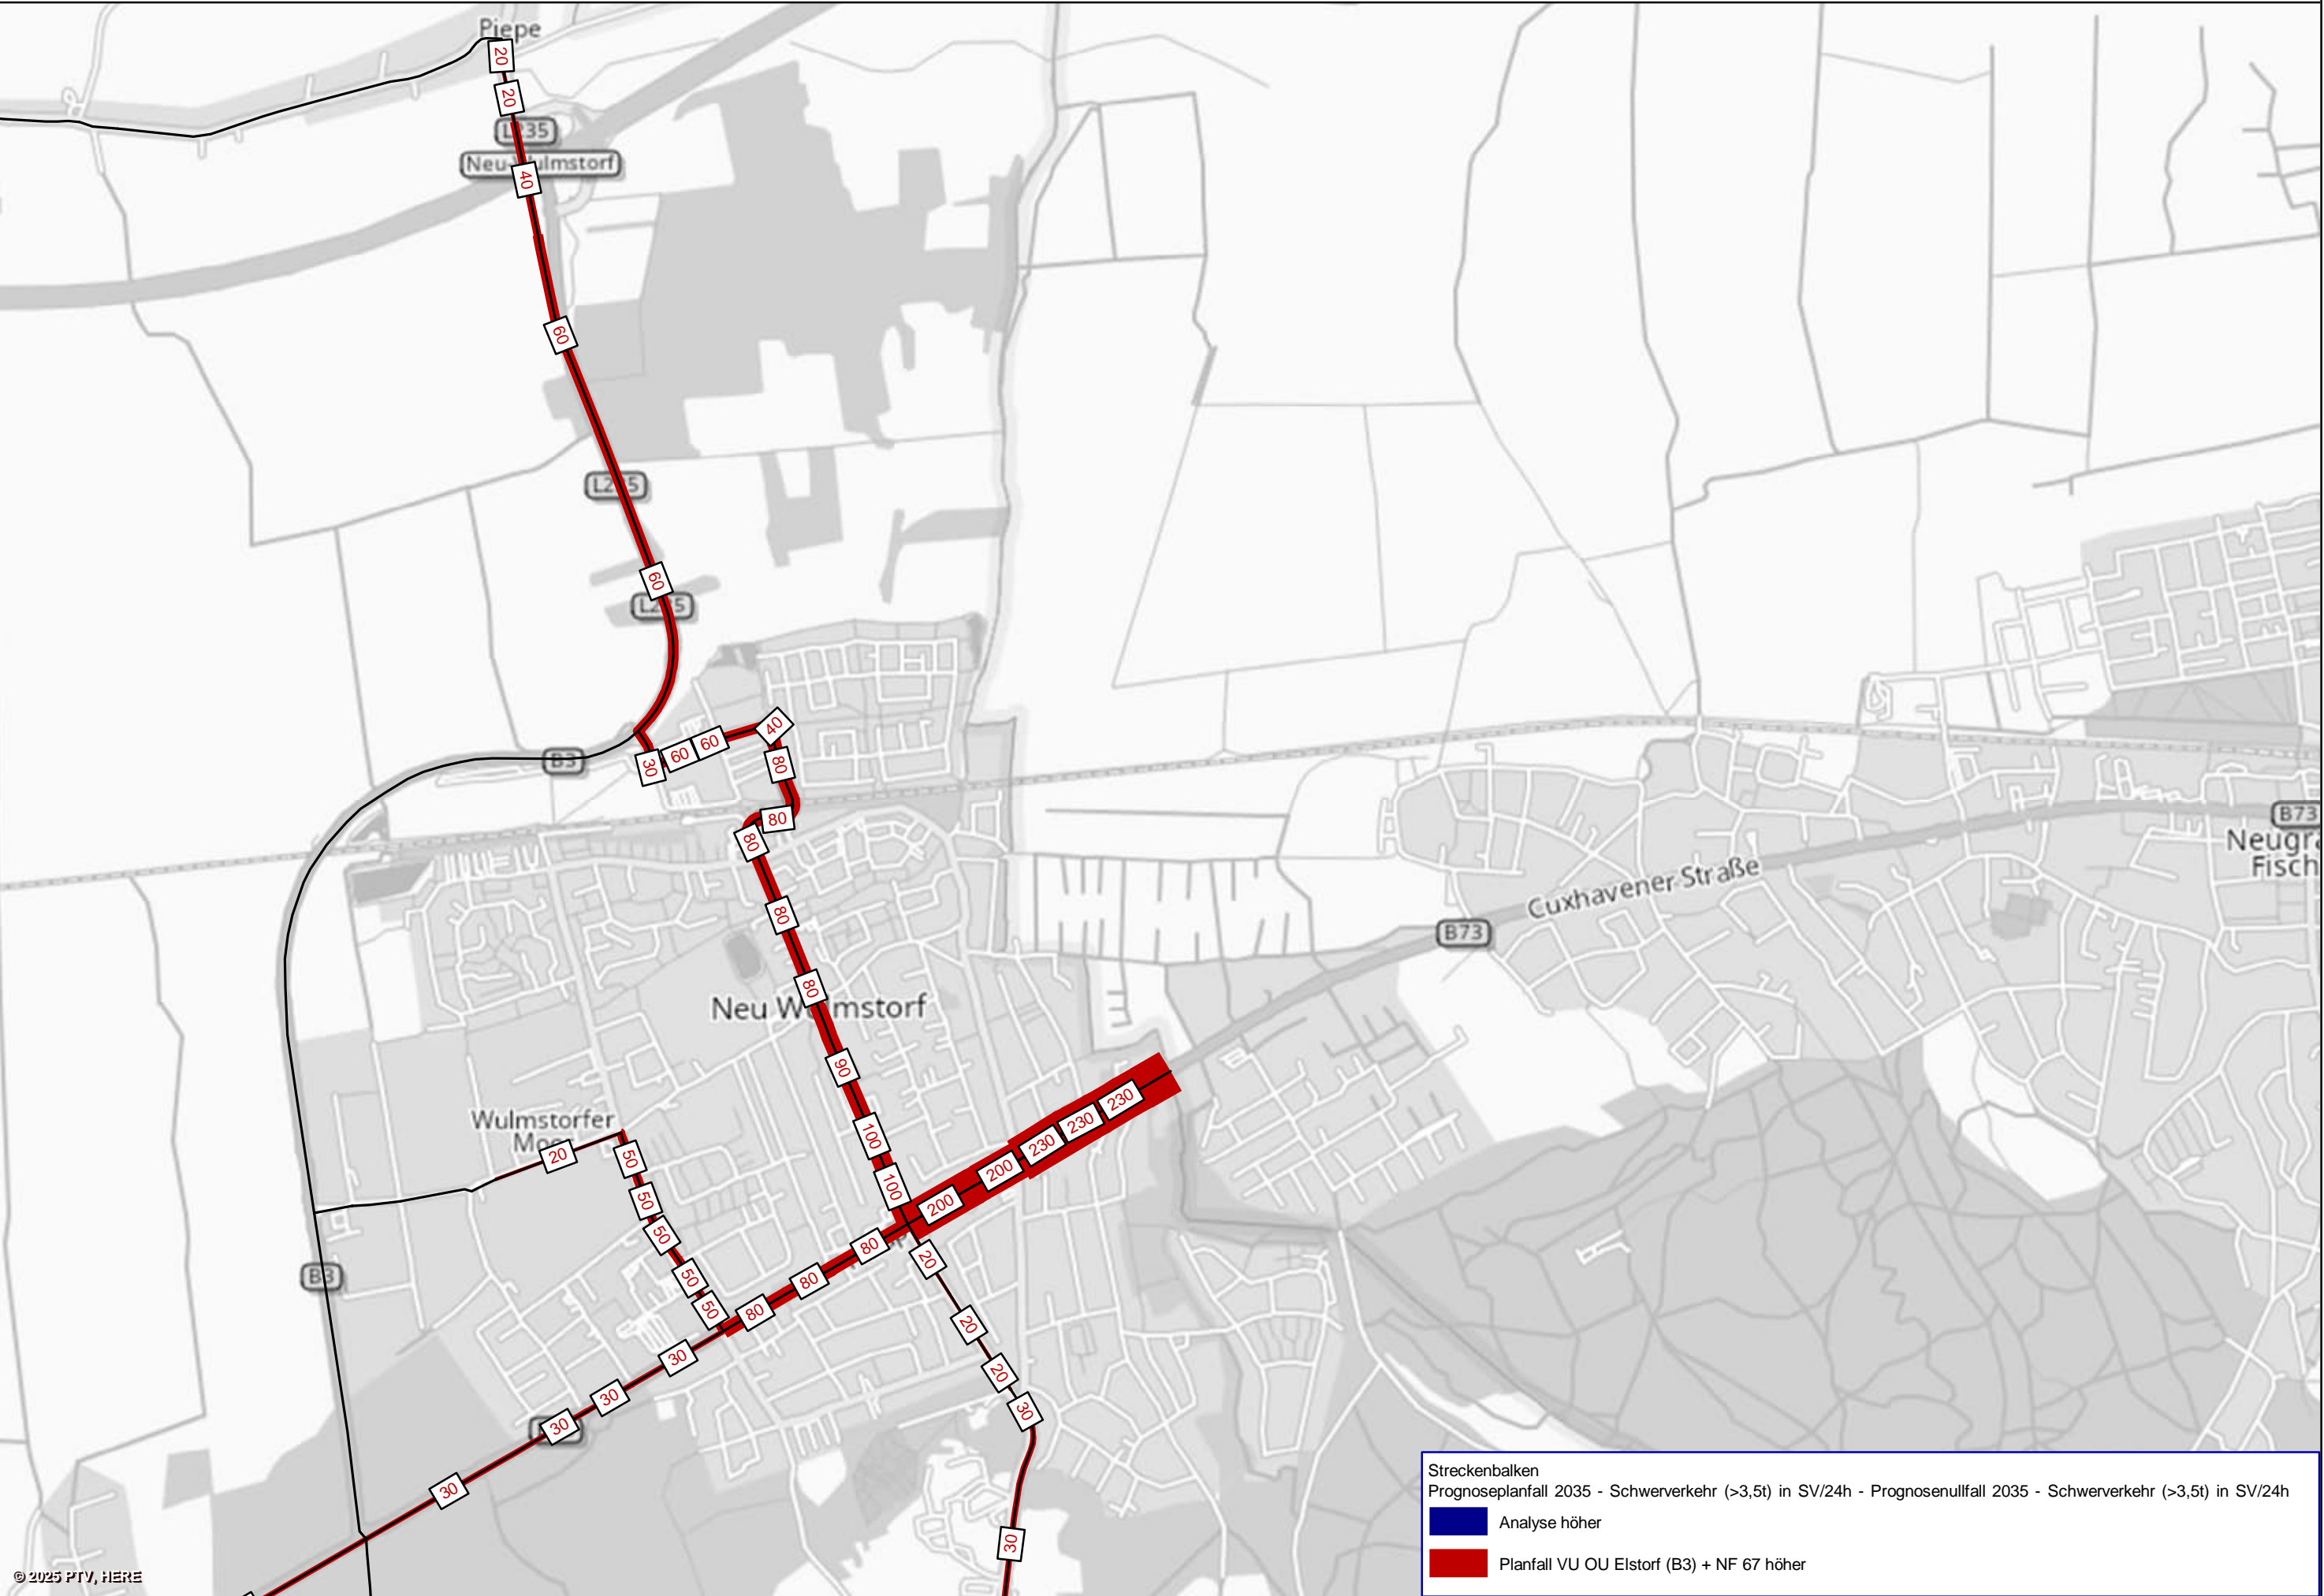 Piepe
20
20
L235
Neu-Wulmstorf
40
60
L235
60
L235
40
60
60
30
B3
80
80
80
B73
Neugra
Fisch
Cuxhavener Straße
B73
80
80
Neu Wulmstorf
90
230
230
230
100
200
200
100
Wulmstorfer
Moor
20
50
50
50
50
50
80
80
80
20
20
20
30
B3
30
30
30
30
30
Streckenbalken
Prognoseplanfall 2035 - Schwerverkehr (>3,5t) in SV/24h - Prognosenullfall 2035 - Schwerverkehr (>3,5t) in SV/24h
Analyse höher
Planfall VU OU Elstorf (B3) + NF 67 höher
© 2025 PTV, HERE